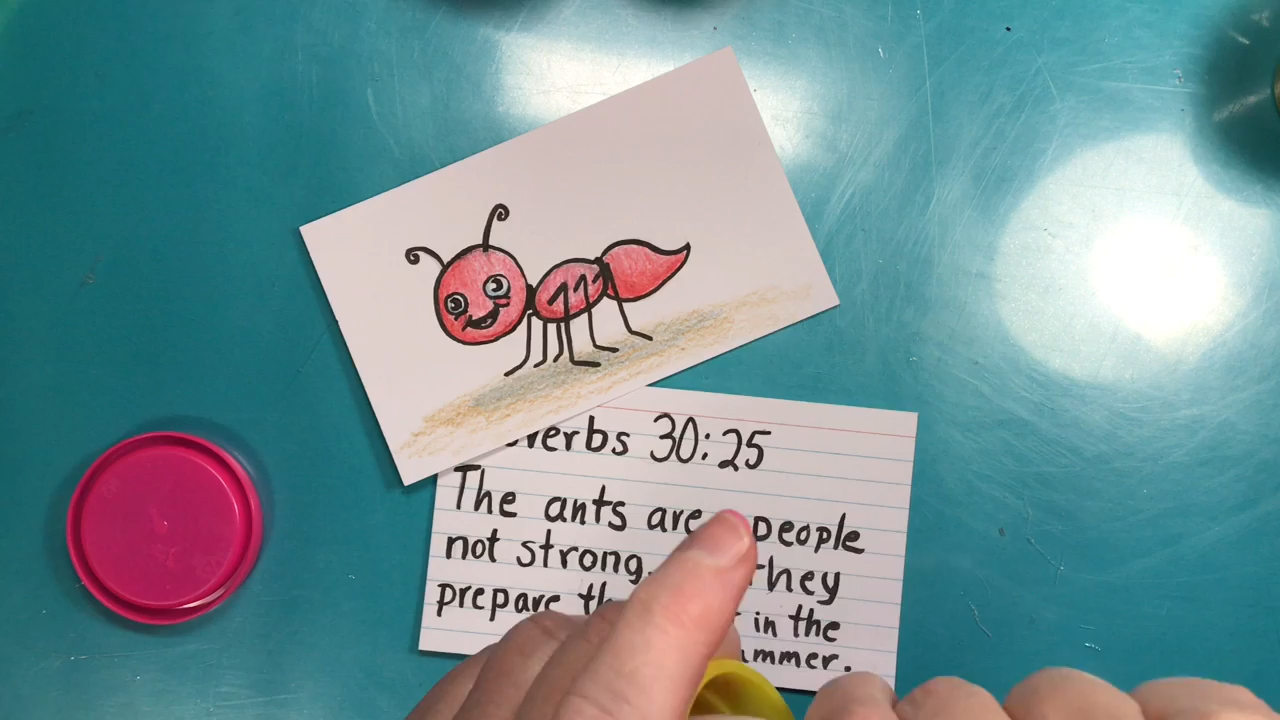 verbs 30:25
The ants are people
not strong, they
prepare in the
mmer.